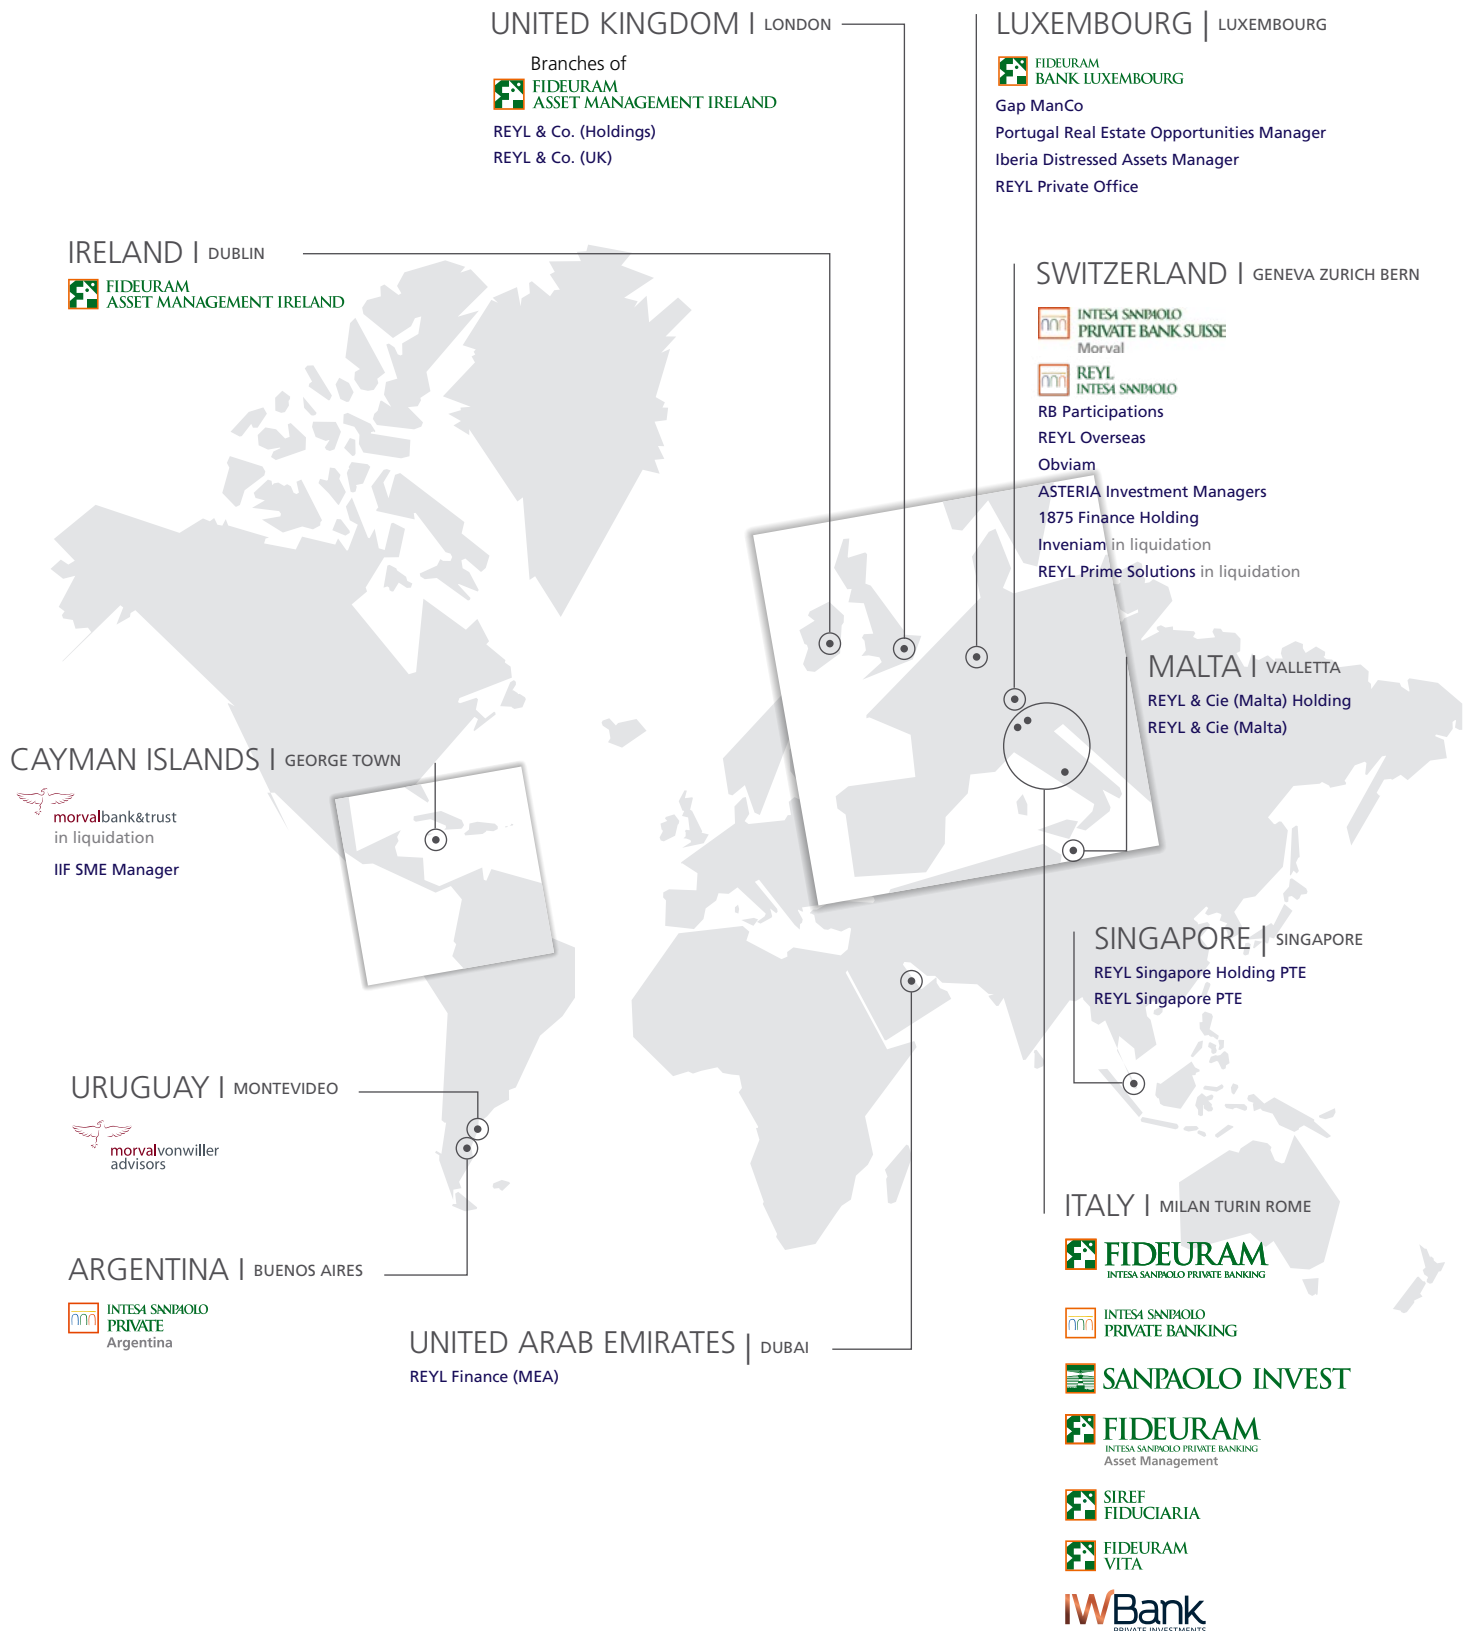 UNITED KINGDOM | LONDON
Branches of
FIDEURAM
ASSET MANAGEMENT IRELAND
REYL & Co. (Holdings)
REYL & Co. (UK)
LUXEMBOURG | LUXEMBOURG
FIDEURAM
BANK LUXEMBOURG
Gap ManCo
Portugal Real Estate Opportunities Manager
Iberia Distressed Assets Manager
REYL Private Office
IRELAND | DUBLIN
FIDEURAM
ASSET MANAGEMENT IRELAND
SWITZERLAND | GENEVA ZURICH BERN
INTESA SANPAOLO
PRIVATE BANK SUISSE
Morval
REYL
INTESA SANPAOLO
RB Participations
REYL Overseas
Obviam
ASTERIA Investment Managers
1875 Finance Holding
Inveniam in liquidation
REYL Prime Solutions in liquidation
MALTA | VALLETTA
REYL & Cie (Malta) Holding
REYL & Cie (Malta)
CAYMAN ISLANDS | GEORGE TOWN
morvalbank&trust
in liquidation
IIF SME Manager
SINGAPORE | SINGAPORE
REYL Singapore Holding PTE
REYL Singapore PTE
URUGUAY | MONTEVIDEO
morvalvonwiller
advisors
ARGENTINA | BUENOS AIRES
INTESA SANPAOLO
PRIVATE
Argentina
UNITED ARAB EMIRATES | DUBAI
REYL Finance (MEA)
ITALY | MILAN TURIN ROME
FIDEURAM
INTESA SANPAOLO PRIVATE BANKING
INTESA SANPAOLO
PRIVATE BANKING
SANPAOLO INVEST
FIDEURAM
INTESA SANPAOLO PRIVATE BANKING
Asset Management
SIREF
FIDUCIARIA
FIDEURAM
VITA
IWBank
PRIVATE INVESTMENTS